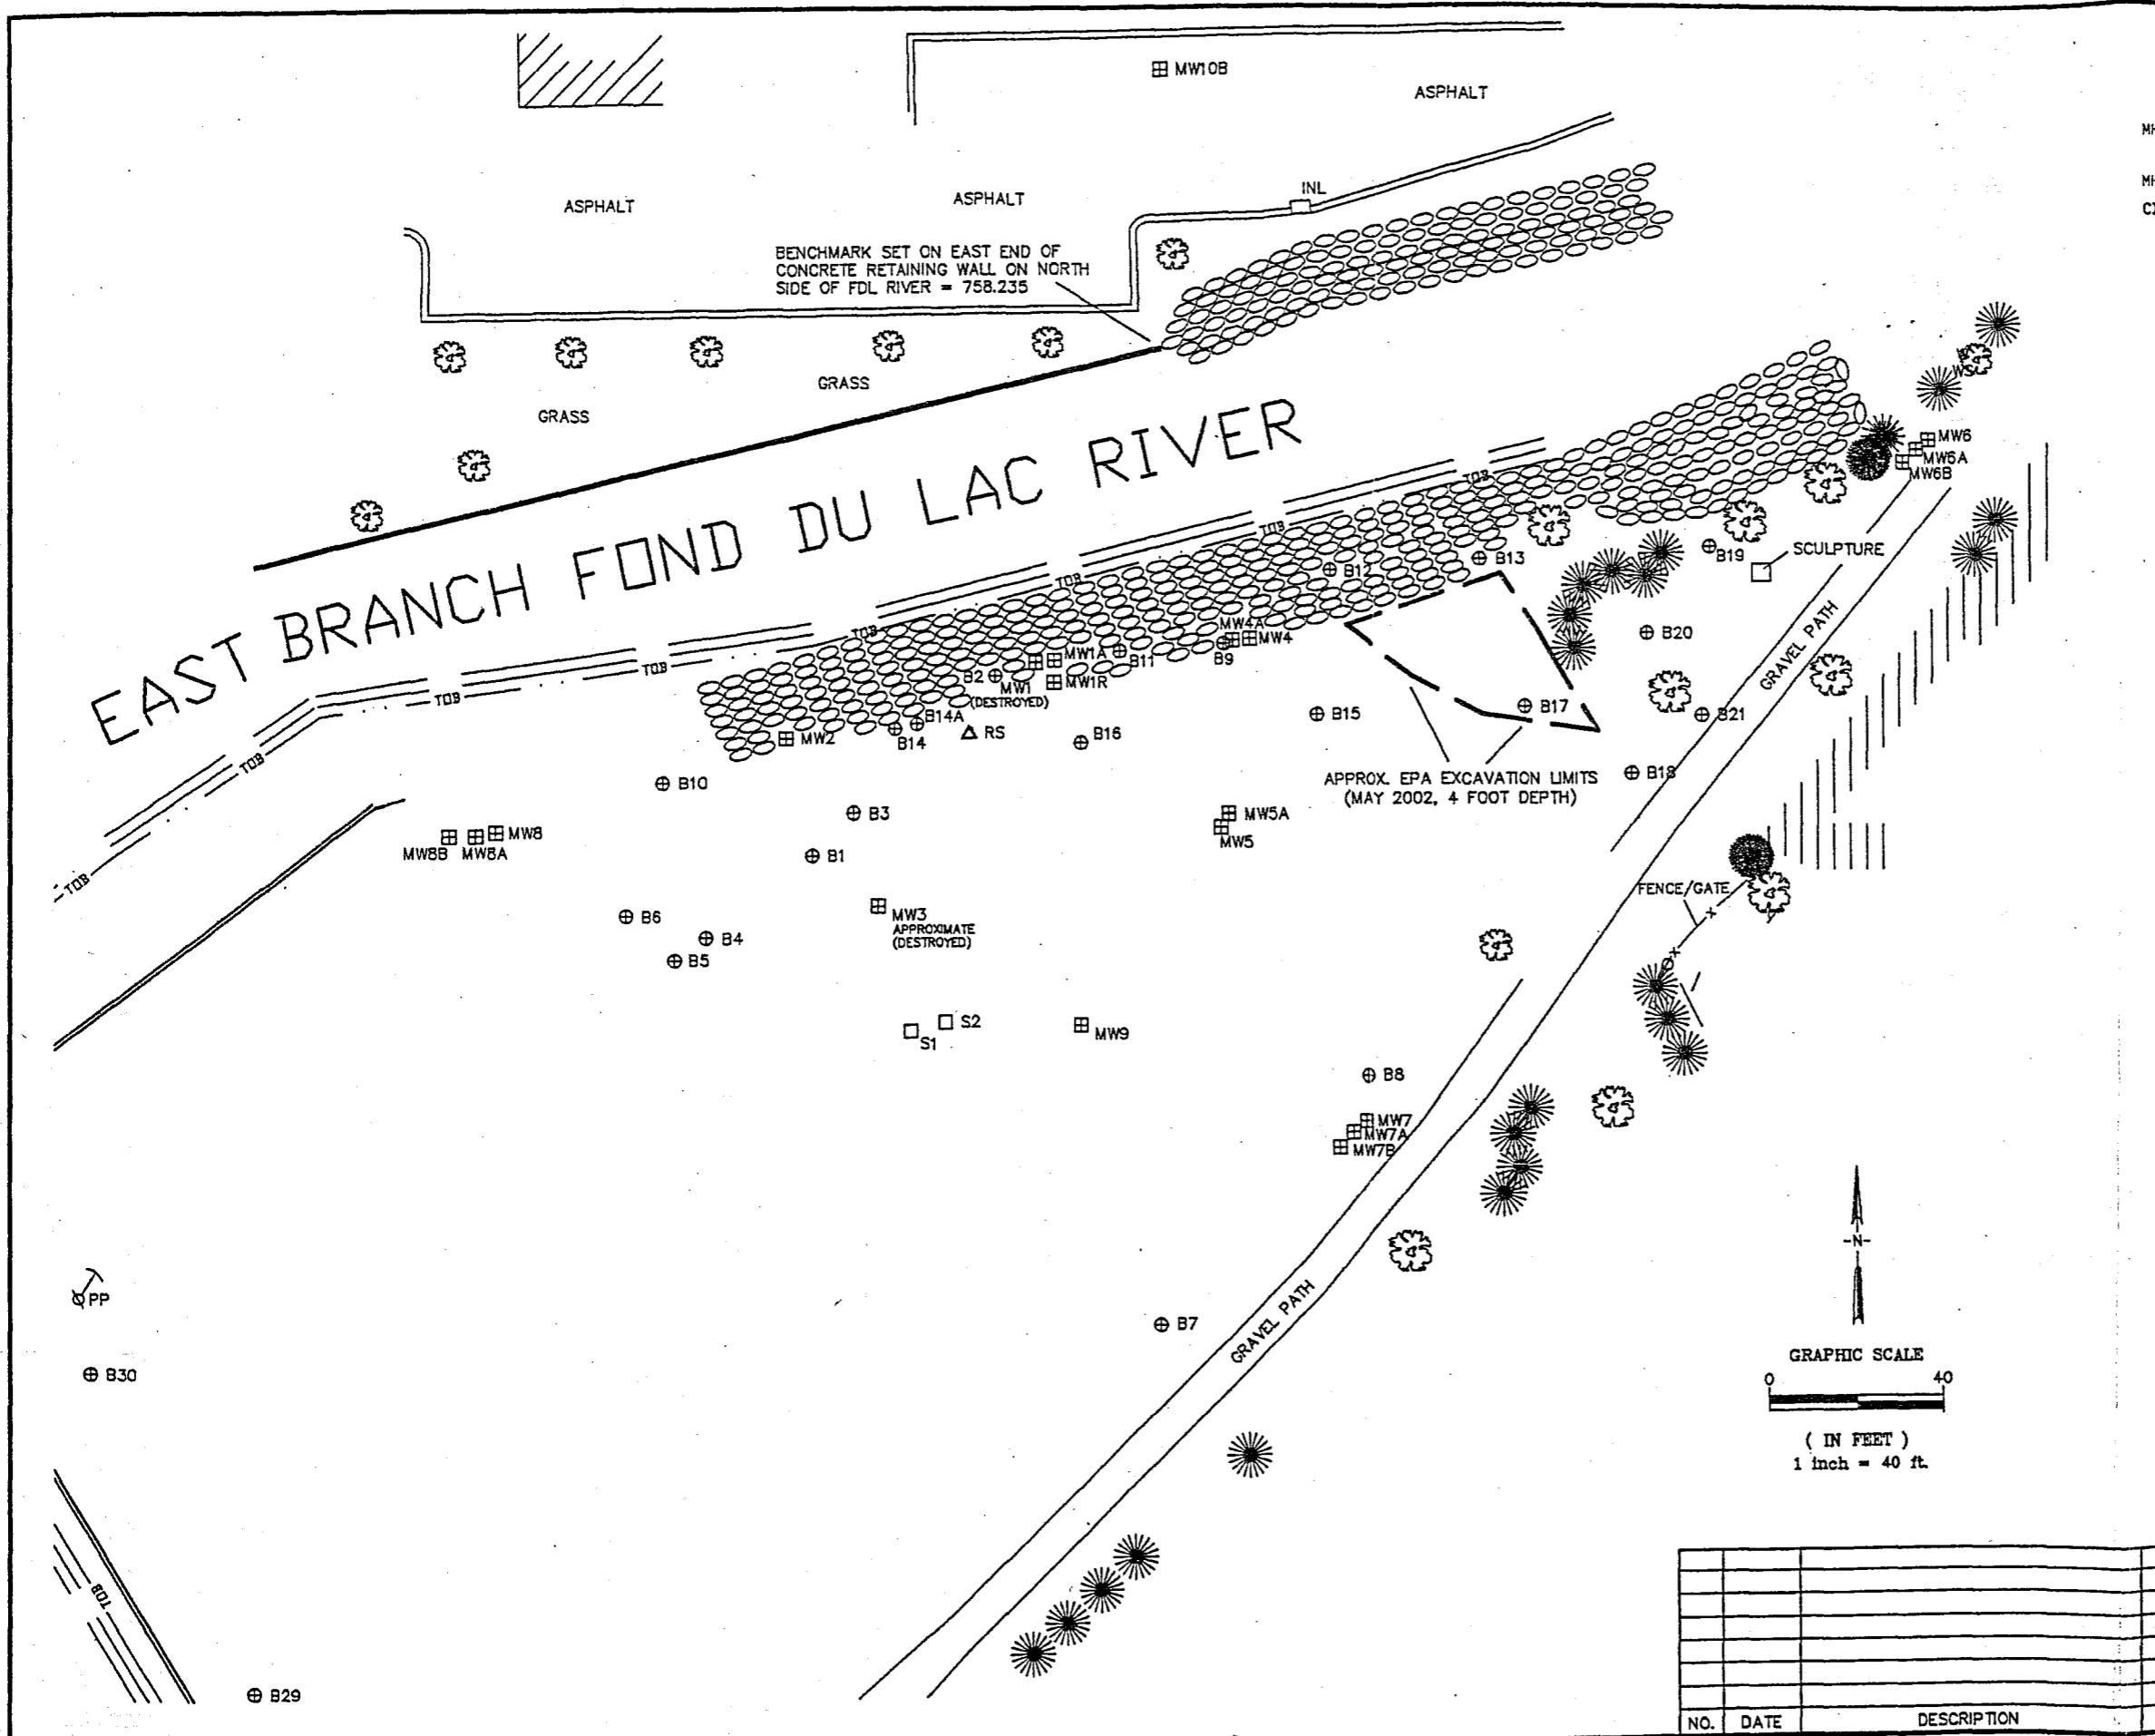 MW10B
ASPHALT
ASPHALT
ASPHALT
INL
BENCHMARK SET ON EAST END OF
CONCRETE RETAINING WALL ON NORTH
SIDE OF FDL RIVER = 758.235
GRASS
GRASS
EAST BRANCH FOND DU LAC RIVER
WS
MW6
MW6A
MW6B
TOB
TOB
TOB
TOB
TOB
TOB
TOB
TOB
B13
B12
B19
SCULPTURE
B20
GRAVEL PATH
MW4A
MW4
B9
B11
MW1A
B2
MW1
(DESTROYED)
MW1R
B14A
B14
RS
MW2
B16
B15
B17
B21
B18
APPROX. EPA EXCAVATION LIMITS
(MAY 2002, 4 FOOT DEPTH)
B10
B3
MW5A
MW5
MW8
MW8B
MW8A
B1
FENCE/GATE
B6
MW3
APPROXIMATE
(DESTROYED)
B4
B5
S2
S1
MW9
B8
MW7
MW7A
MW7B
-N-
PP
B7
GRAVEL PATH
B30
GRAPHIC SCALE
0 40
( IN FEET )
1 inch = 40 ft.
TOB
B29
NO. DATE DESCRIPTION